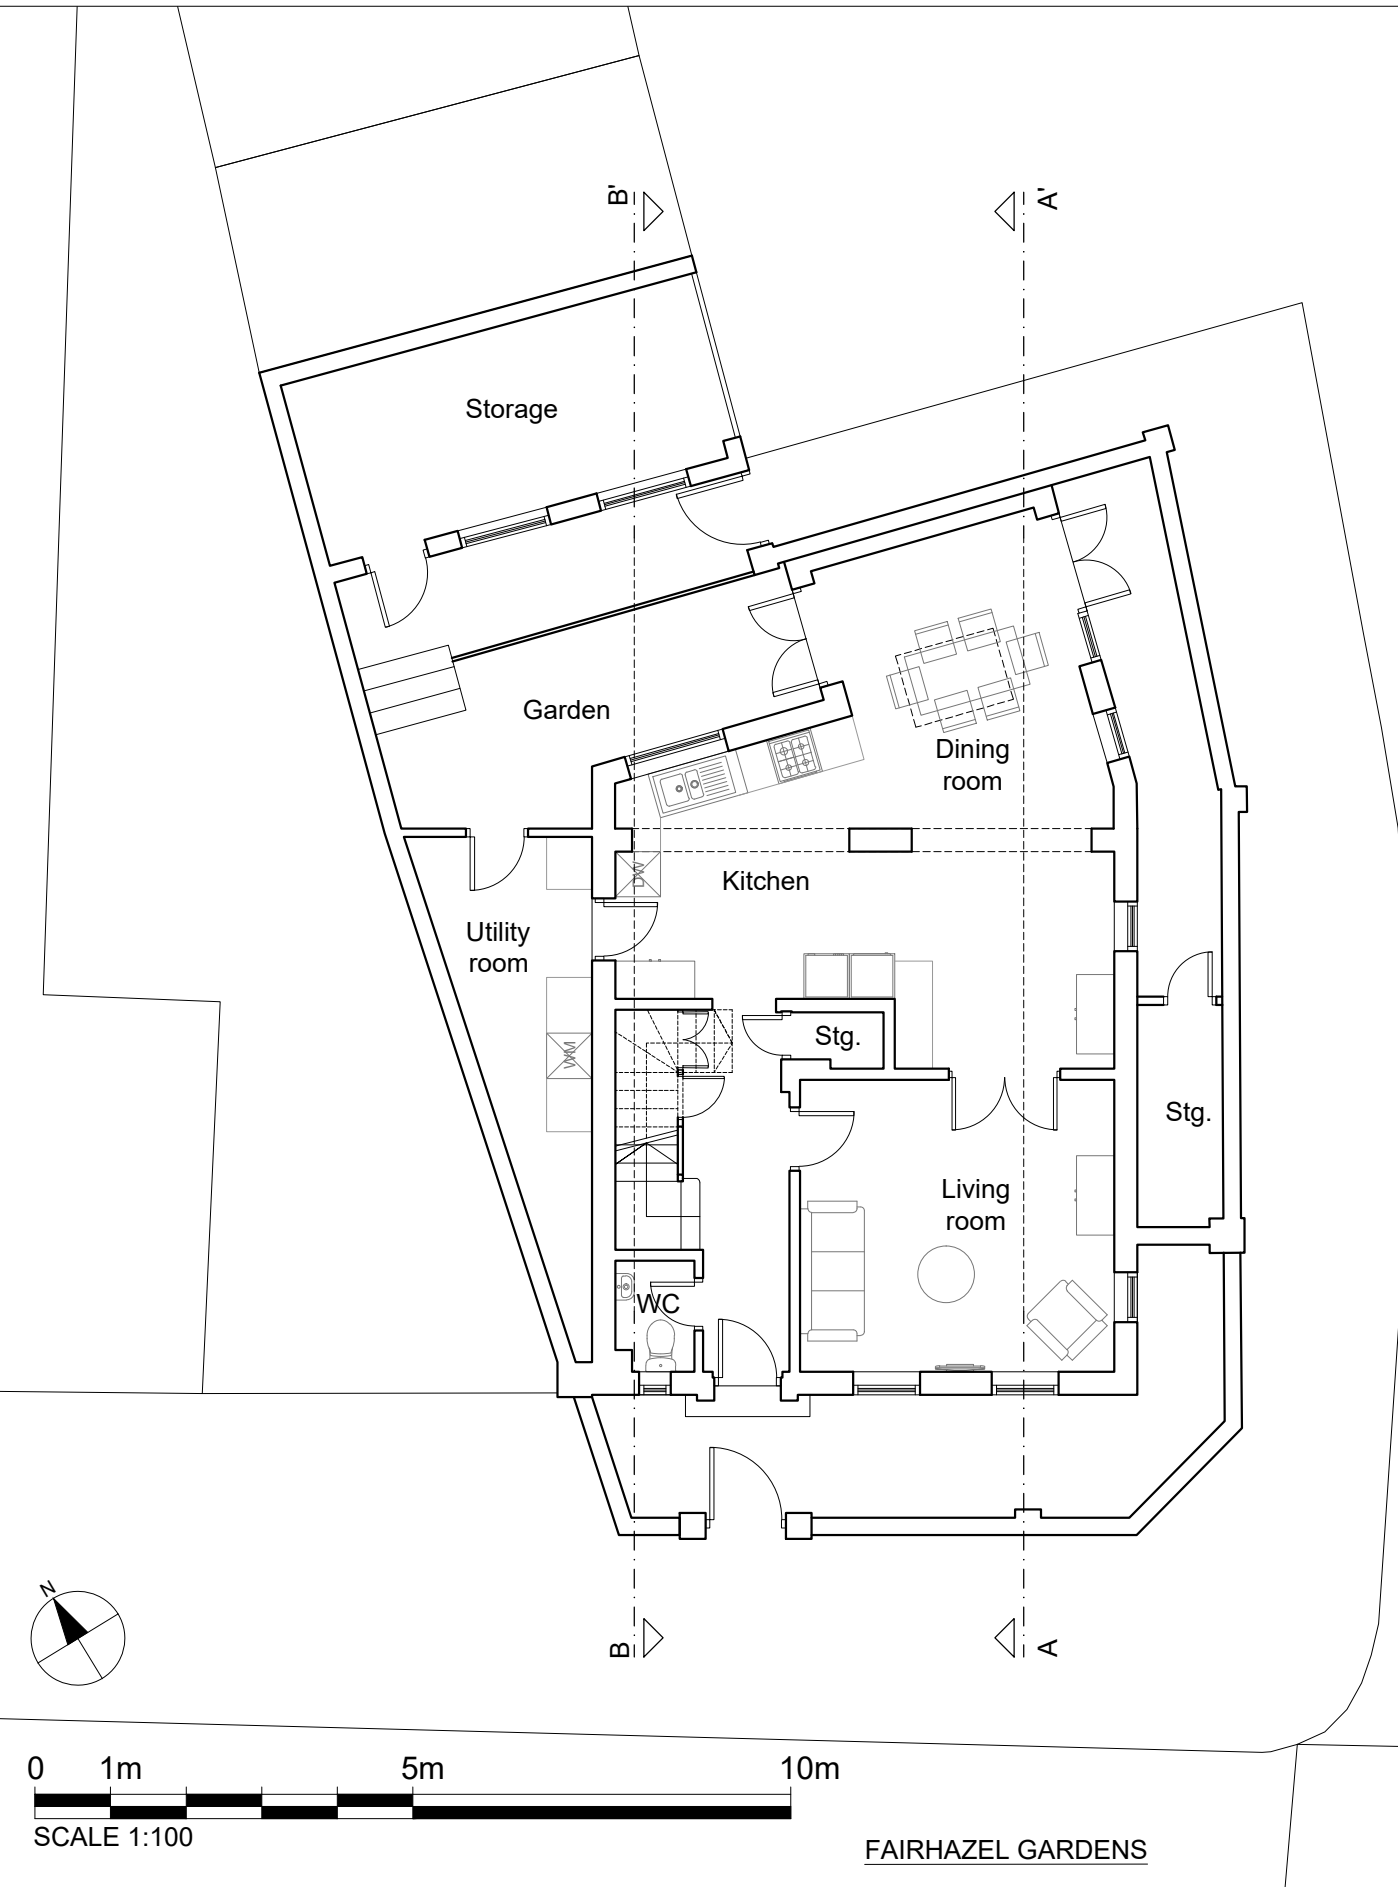 B'
A'
Storage
Garden
Dining
room
Kitchen
DW
Utility
room
Stg.
WM
Stg.
Living
room
WC
N
B
A
0 1m 5m 10m
SCALE 1:100
FAIRHAZEL GARDENS